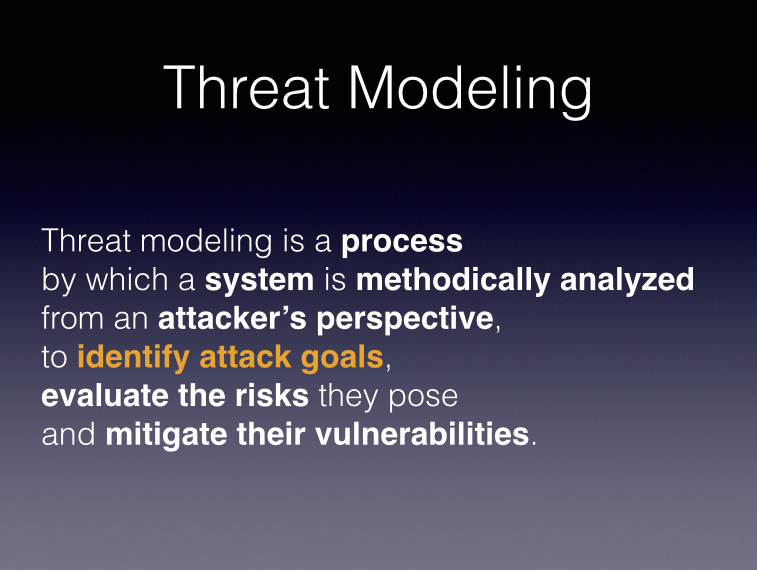 Threat Modeling
Threat modeling is a process
by which a system is methodically analyzed
from an attacker’s perspective,
to identify attack goals,
evaluate the risks they pose
and mitigate their vulnerabilities.